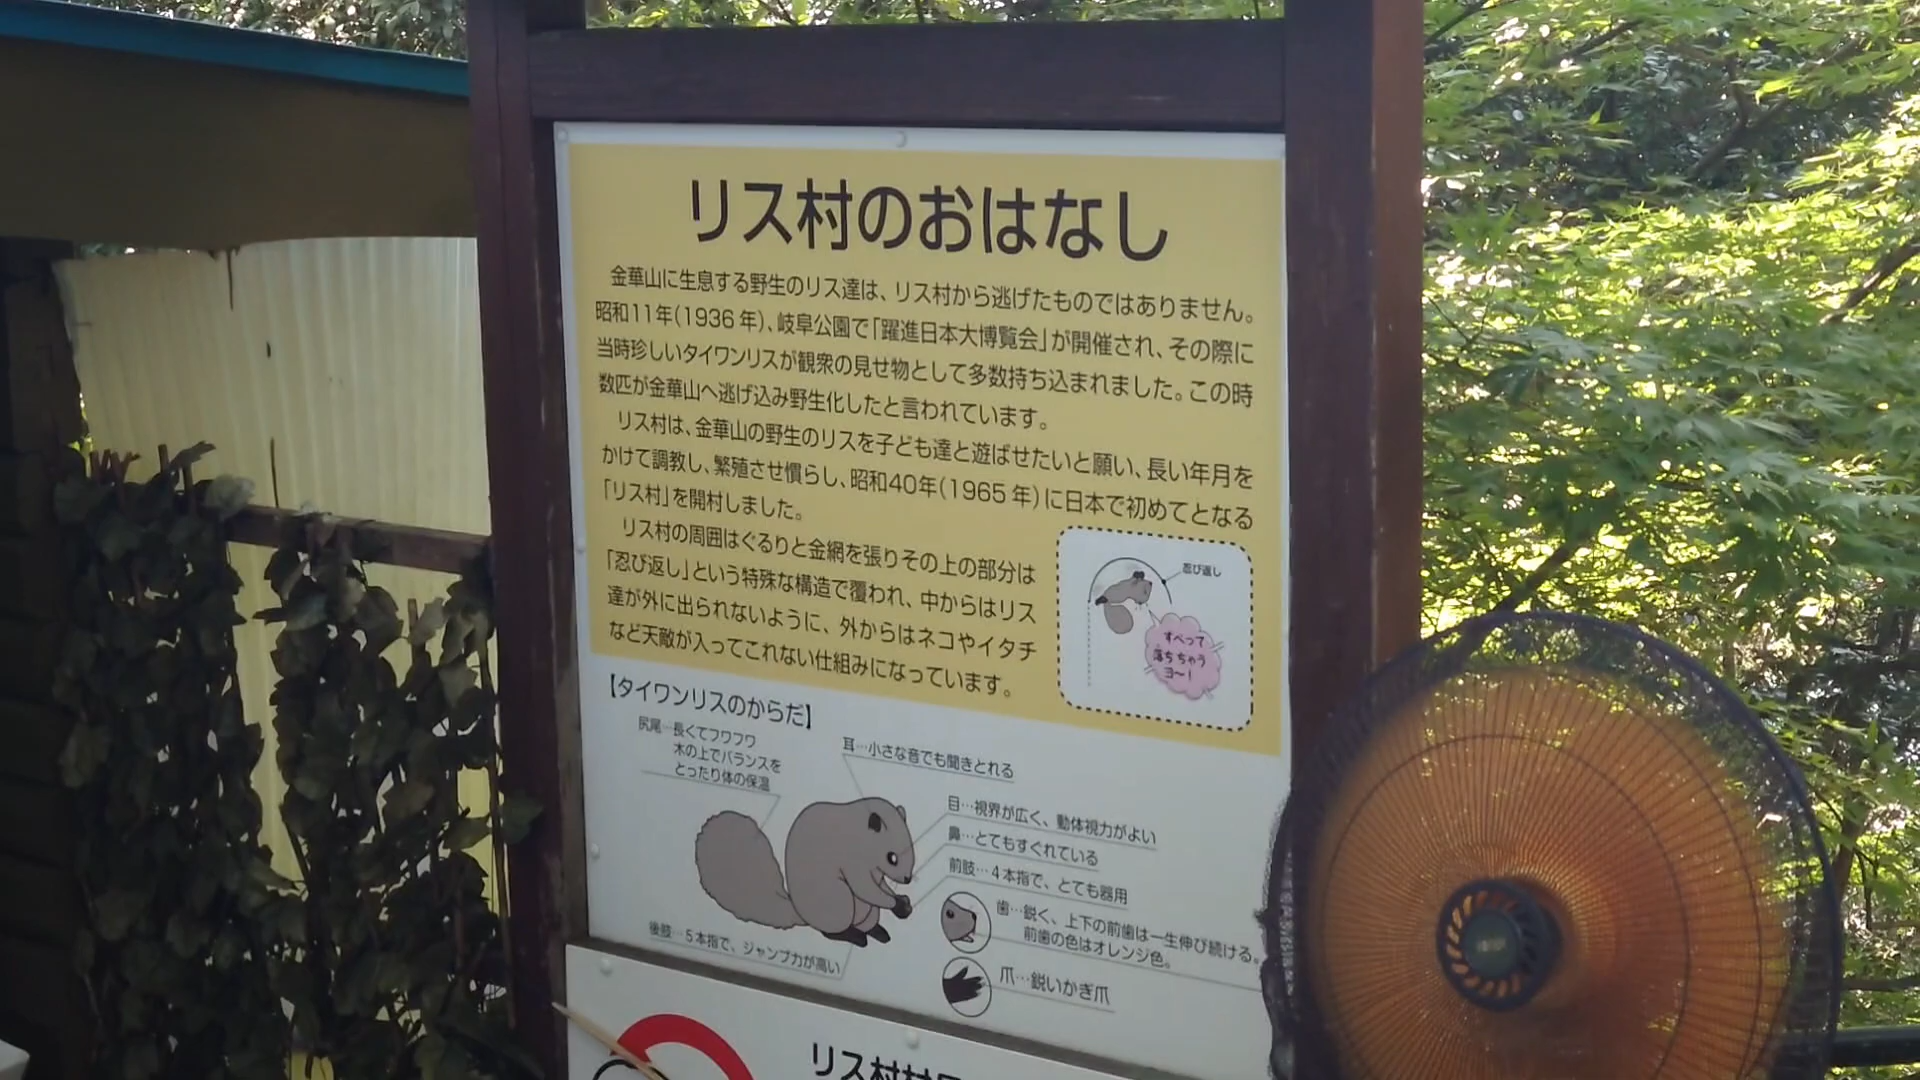 リス村のおはなし
金華山に生息する野生のリス達は、リス村から逃げたものではありません。
昭和11年(1936年)、岐阜公園で「躍進日本大博覧会」が開催され、その際に
当時珍しいタイワンリスが観衆の見せ物として多数持ち込まれました。この時
数匹が金華山へ逃げ込み野生化したと言われています。
リス村は、金華山の野生のリスを子ども達と遊ばせたいと願い、長い年月を
かけて調教し、繁殖させ慣らし、昭和40年(1965年)に日本で初めてとなる
「リス村」を開村しました。
リス村の周囲はぐるりと金網を張りその上の部分は
「忍び返し」という特殊な構造で覆われ、中からはリス
達が外に出られないように、外からはネコやイタチ
など天敵が入ってこれない仕組みになっています。
忍び返し
すべって
落ちちゃう
ヨ〜!
【タイワンリスのからだ】
尻尾…長くてフワフワ
木の上でバランスを
とったり体の保温
耳…小さな音でも聞きとれる
目…視界が広く、動体視力がよい
鼻…とてもすぐれている
前肢…4本指で、とても器用
歯…鋭く、上下の前歯は一生伸び続ける。
前歯の色はオレンジ色。
後肢…5本指で、ジャンプ力が高い
爪…鋭いかぎ爪
リス村村